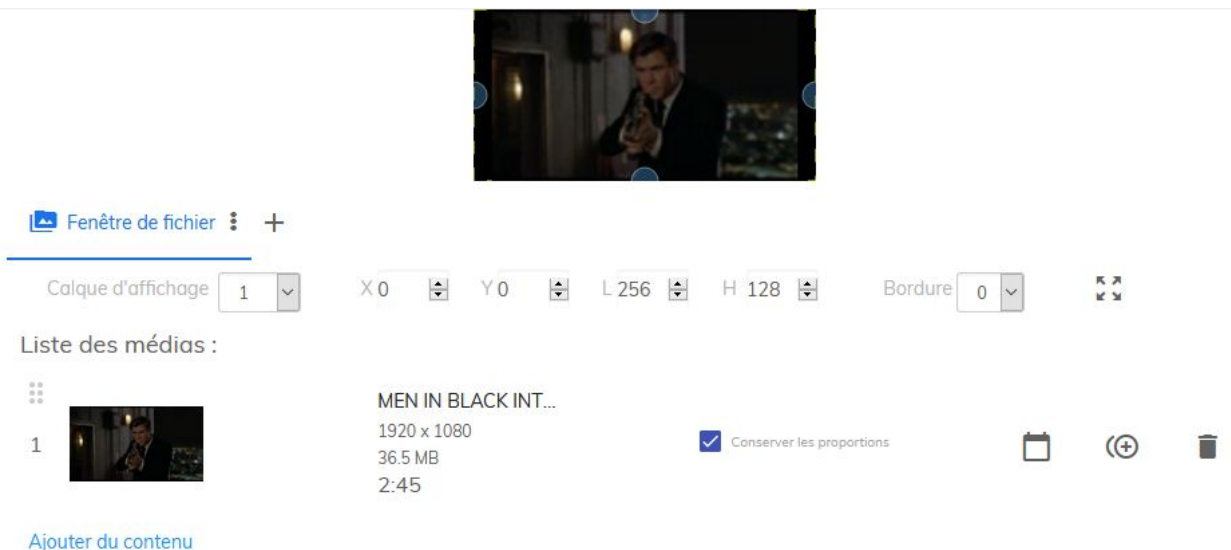 Fenêtre de fichier
Calque d'affichage 1 X 0 Y 0 L 256 H 128 Bordure 0
Liste des médias :
1
MEN IN BLACK INT...
1920 x 1080
36.5 MB
2:45
Conserver les proportions
Ajouter du contenu